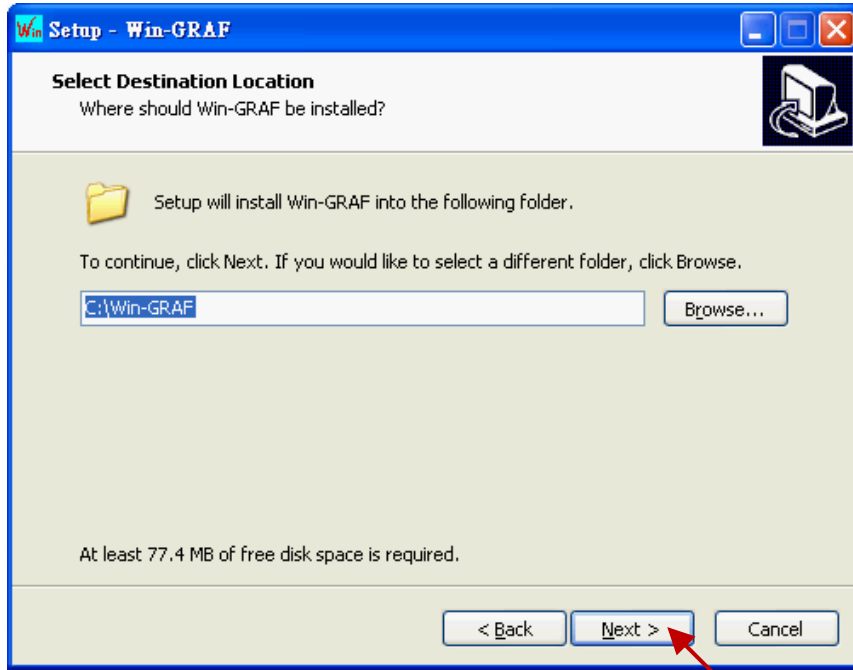 Win Setup - Win-GRAF
Select Destination Location
Where should Win-GRAF be installed?
Setup will install Win-GRAF into the following folder.
To continue, click Next. If you would like to select a different folder, click Browse.
C:\Win-GRAF
Browse...
At least 77.4 MB of free disk space is required.
< Back Next > Cancel